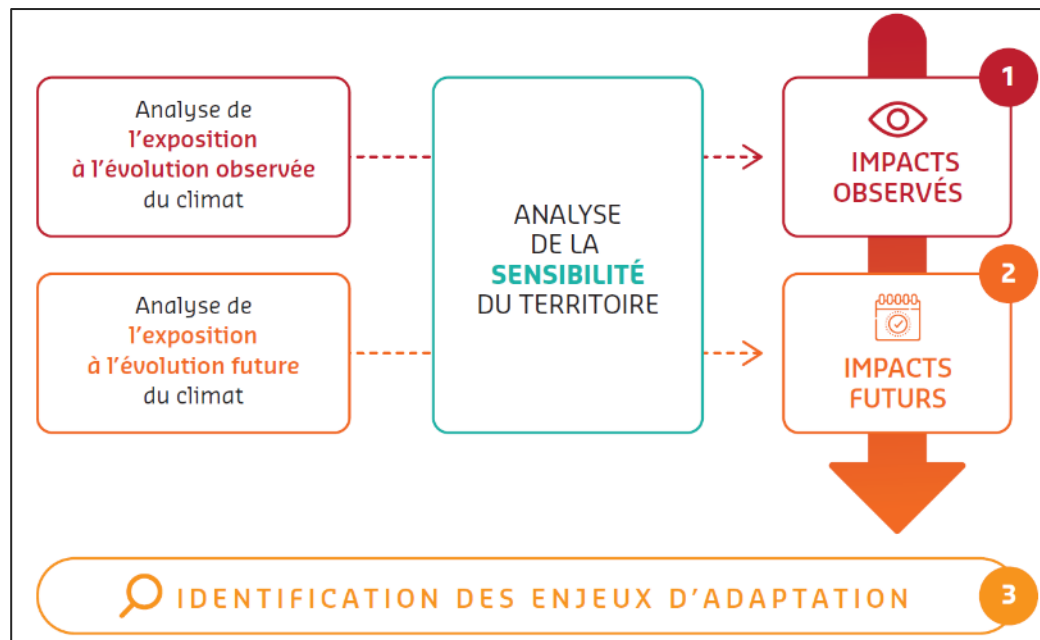 Analyse de
l'exposition
à l'évolution observée
du climat
ANALYSE
DE LA
SENSIBILITÉ
DU TERRITOIRE
1
IMPACTS
OBSERVÉS
Analyse de
l'exposition
à l'évolution future
du climat
2
IMPACTS
FUTURS
IDENTIFICATION DES ENJEUX D'ADAPTATION
3